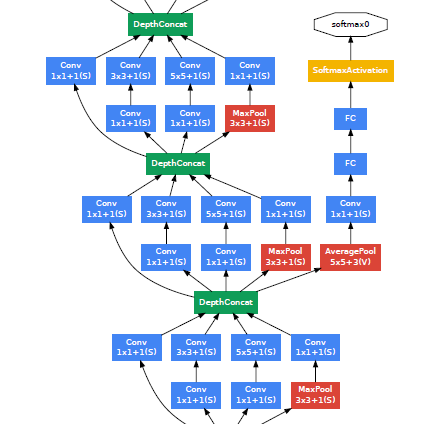 DepthConcat
softmax0
Conv
1x1+1(S)
Conv
3x3+1(S)
Conv
5x5+1(S)
Conv
1x1+1(S)
SoftmaxActivation
Conv
1x1+1(S)
Conv
1x1+1(S)
MaxPool
3x3+1(S)
FC
DepthConcat
FC
Conv
1x1+1(S)
Conv
3x3+1(S)
Conv
5x5+1(S)
Conv
1x1+1(S)
Conv
1x1+1(S)
Conv
1x1+1(S)
Conv
1x1+1(S)
MaxPool
3x3+1(S)
AveragePool
5x5+3(V)
DepthConcat
Conv
1x1+1(S)
Conv
3x3+1(S)
Conv
5x5+1(S)
Conv
1x1+1(S)
Conv
1x1+1(S)
Conv
1x1+1(S)
MaxPool
3x3+1(S)